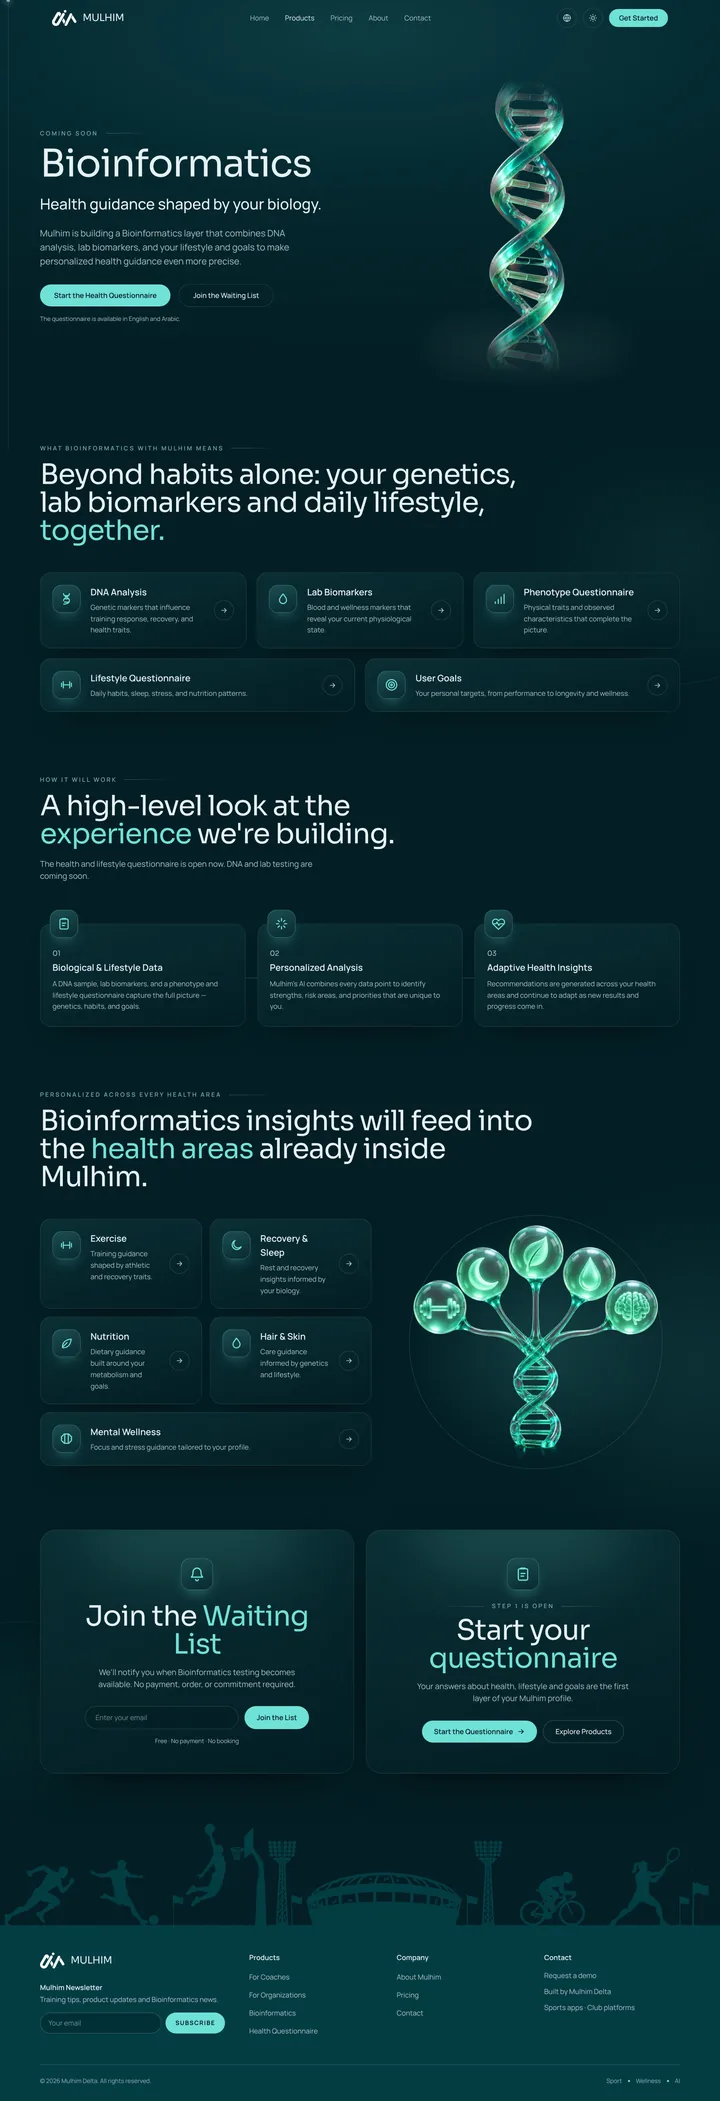 MULHIM
Home Products Pricing About Contact
Get Started
COMING SOON
Bioinformatics
Health guidance shaped by your biology.
Mulhim is building a Bioinformatics layer that combines DNA
analysis, lab biomarkers, and your lifestyle and goals to make
personalized health guidance even more precise.
Start the Health Questionnaire
Join the Waiting List
The questionnaire is available in English and Arabic.
WHAT BIOINFORMATICS WITH MULHIM MEANS
Beyond habits alone: your genetics,
lab biomarkers and daily lifestyle,
together.
DNA Analysis
Genetic markers that influence
training response, recovery, and
health traits.
Lab Biomarkers
Blood and wellness markers that
reveal your current physiological
state.
Phenotype Questionnaire
Physical traits and observed
characteristics that complete the
picture.
Lifestyle Questionnaire
Daily habits, sleep, stress, and nutrition patterns.
User Goals
Your personal targets, from performance to longevity and wellness.
HOW IT WILL WORK
A high-level look at the
experience we're building.
The health and lifestyle questionnaire is open now. DNA and lab testing are
coming soon.
01
Biological & Lifestyle Data
A DNA sample, lab biomarkers, and a phenotype and
lifestyle questionnaire capture the full picture —
genetics, habits, and goals.
02
Personalized Analysis
Mulhim's AI combines every data point to identify
strengths, risk areas, and priorities that are unique to
you.
03
Adaptive Health Insights
Recommendations are generated across your health
areas and continue to adapt as new results and
progress come in.
PERSONALIZED ACROSS EVERY HEALTH AREA
Bioinformatics insights will feed into
the health areas already inside
Mulhim.
Exercise
Training guidance
shaped by athletic
and recovery traits.
Recovery &
Sleep
Rest and recovery
insights informed by
your biology.
Nutrition
Dietary guidance
built around your
metabolism and
goals.
Hair & Skin
Care guidance
informed by genetics
and lifestyle.
Mental Wellness
Focus and stress guidance tailored to your profile.
Join the Waiting
List
We'll notify you when Bioinformatics testing becomes
available. No payment, order, or commitment required.
Enter your email
Join the List
Free · No payment · No booking
STEP 1 IS OPEN
Start your
questionnaire
Your answers about health, lifestyle and goals are the first
layer of your Mulhim profile.
Start the Questionnaire
Explore Products
MULHIM
Mulhim Newsletter
Training tips, product updates and Bioinformatics news.
Your email
SUBSCRIBE
Products
For Coaches
For Organizations
Bioinformatics
Health Questionnaire
Company
About Mulhim
Pricing
Contact
Contact
Request a demo
Built by Mulhim Delta
Sports apps · Club platforms
© 2026 Mulhim Delta. All rights reserved.
Sport • Wellness • AI